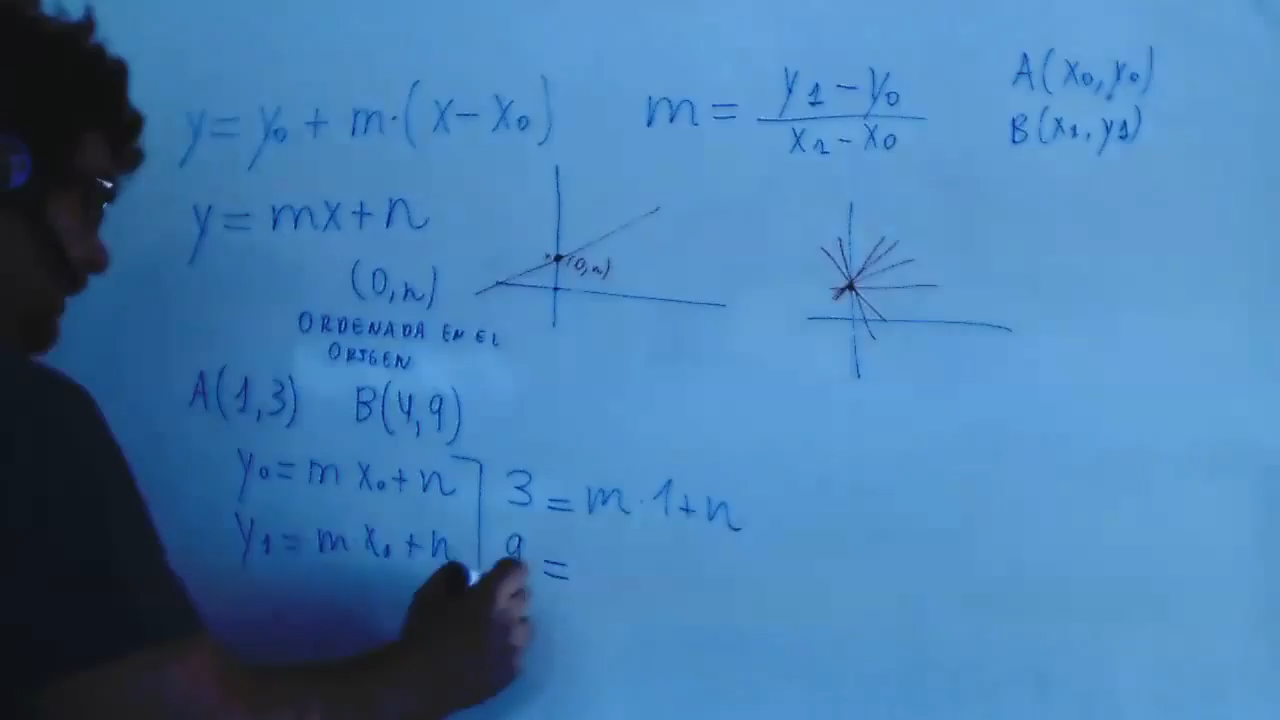 y = y₀ + m·(x − x₀)
m = (y₁ − y₀)/(x₁ − x₀)
A(x₀, y₀)
B(x₁, y₁)
y = mx + n
(0,n)
ORDENADA EN EL
ORIGEN
(0,n)
A(1,3) B(4,9)
y₀ = m x₀ + n
y₁ = m x₁ + n
3 = m·1 + n
9 =